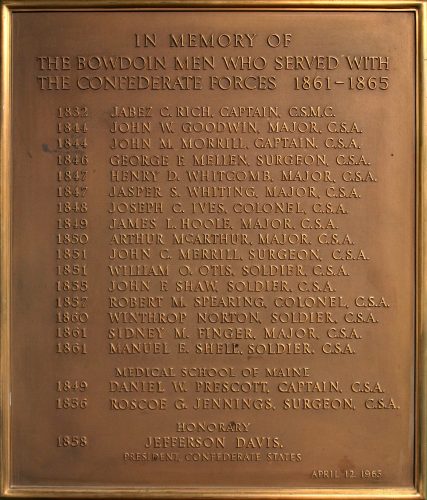 IN MEMORY OF
THE BOWDOIN MEN WHO SERVED WITH
THE CONFEDERATE FORCES 1861-1865
1832 JABEZ C. RICH, CAPTAIN, C.S.M.C.
1844 JOHN W. GOODWIN, MAJOR, C.S.A.
1844 JOHN M. MORRILL, CAPTAIN, C.S.A.
1846 GEORGE F. MELLEN, SURGEON, C.S.A.
1847 HENRY D. WHITCOMB, MAJOR, C.S.A.
1847 JASPER S. WHITING, MAJOR, C.S.A.
1848 JOSEPH C. IVES, COLONEL, C.S.A.
1849 JAMES L. HOOLE, MAJOR, C.S.A.
1850 ARTHUR MCARTHUR, MAJOR, C.S.A.
1851 JOHN C. MERRILL, SURGEON, C.S.A.
1851 WILLIAM O. OTIS, SOLDIER, C.S.A.
1855 JOHN F. SHAW, SOLDIER, C.S.A.
1857 ROBERT M. SPEARING, COLONEL, C.S.A.
1860 WINTHROP NORTON, SOLDIER, C.S.A.
1861 SIDNEY M. FINGER, MAJOR, C.S.A.
1861 MANUEL E. SHELL, SOLDIER, C.S.A.
MEDICAL SCHOOL OF MAINE
1849 DANIEL W. PRESCOTT, CAPTAIN, C.S.A.
1856 ROSCOE G. JENNINGS, SURGEON, C.S.A.
HONORARY
1858 JEFFERSON DAVIS,
PRESIDENT, CONFEDERATE STATES
APRIL 12, 1965